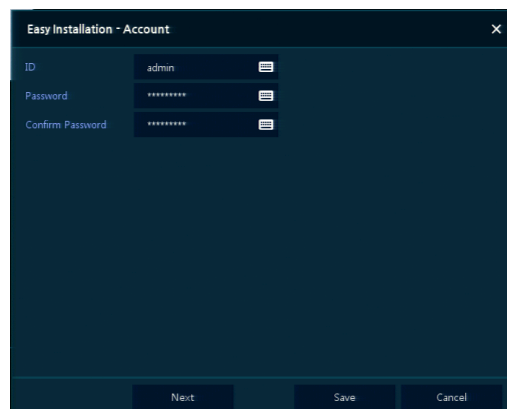 Easy Installation - Account
ID admin
Password *********
Confirm Password *********
Next Save Cancel